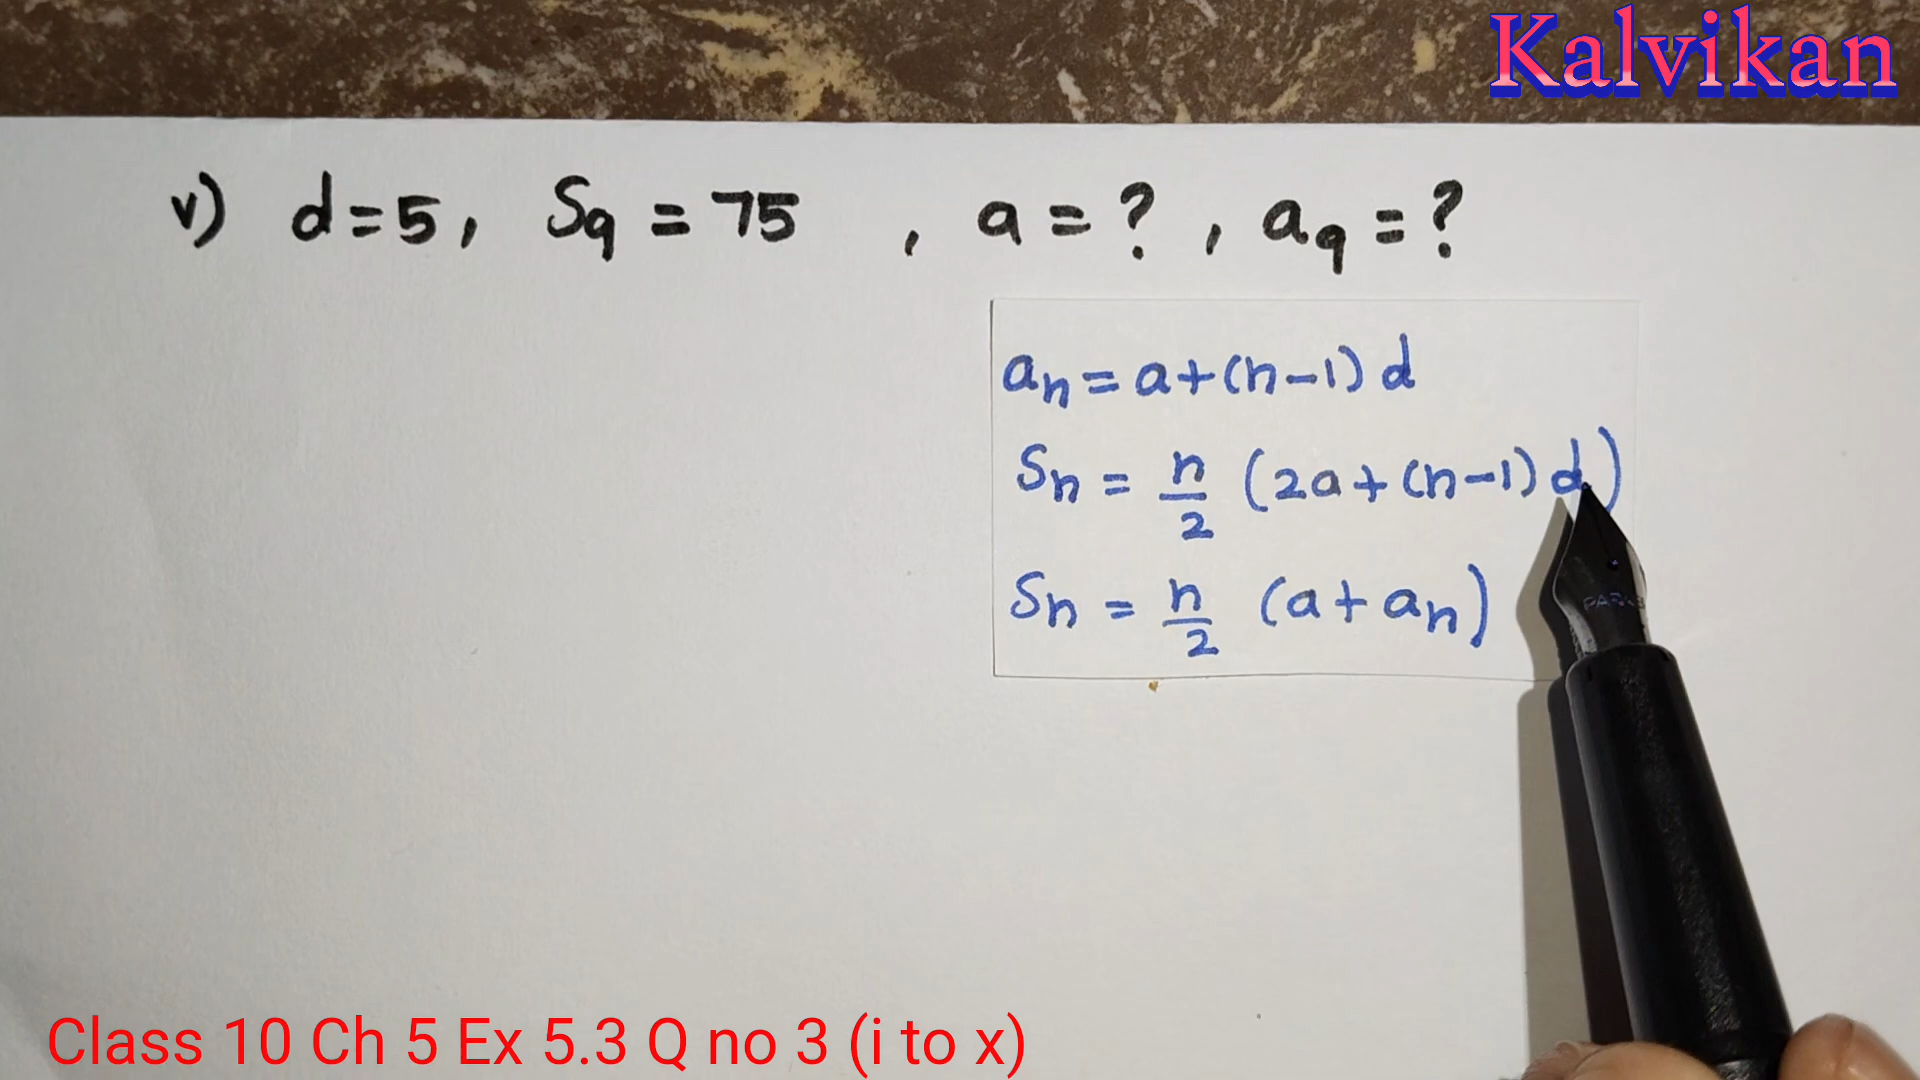 Kalvikan
v) d=5, S9 = 75 , a = ? , a9 = ?
an = a+(n-1) d
Sn = n/2 (2a+(n-1) d)
Sn = n/2 (a+an)
Class 10 Ch 5 Ex 5.3 Q no 3 (i to x)